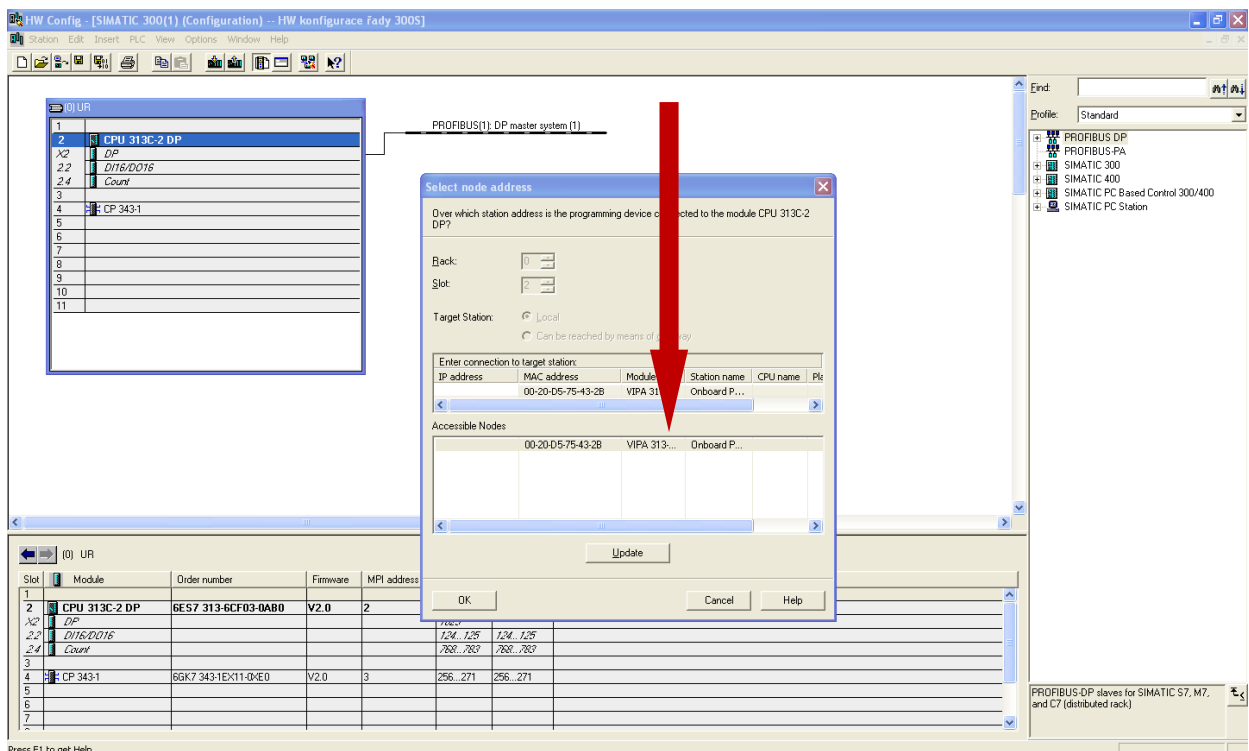 HW Config - [SIMATIC 300(1) (Configuration) -- HW konfigurace řady 300S]
Station Edit Insert PLC View Options Window Help
(0) UR
1
2 CPU 313C-2 DP
X2 DP
2.2 DI16/DO16
2.4 Count
3
4 CP 343-1
5
6
7
8
9
10
11
PROFIBUS(1): DP master system (1)
Select node address
Over which station address is the programming device to the module CPU 313C-2
DP?
Rack: 0
Slot: 2
Target Station: Local
Can be reached by means of
Enter connection to target station:
IP address MAC address Module Station name CPU name
00-20-D5-75-43-2B VIPA Onboard P...
Accessible Nodes
00-20-D5-75-43-2B VIPA 313-... Onboard P...
Update
OK Cancel Help
Find:
Profile: Standard
PROFIBUS DP
PROFIBUS-PA
SIMATIC 300
SIMATIC 400
SIMATIC PC Based Control 300/400
SIMATIC PC Station
(0) UR
Slot Module Order number Firmware MPI address
1
2 CPU 313C-2 DP 6ES7 313-6CF03-0AB0 V2.0 2
X2 DP
2.2 DI16/DO16 124...125 124...125
2.4 Count 768...783 768...783
3
4 CP 343-1 6GK7 343-1EX11-0XE0 V2.0 3 256...271 256...271
5
6
7
PROFIBUS-DP slaves for SIMATIC S7, M7,
and C7 (distributed rack)
Press F1 to get Help.